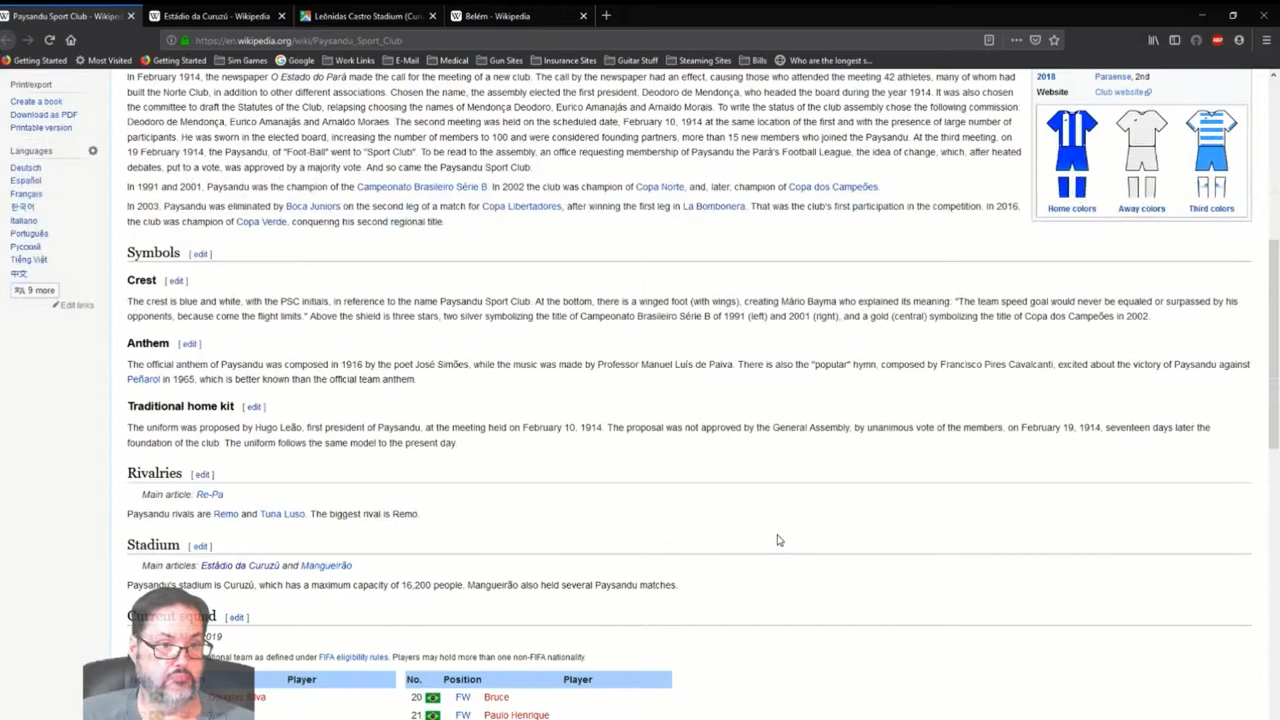 Paysandu Sport Club - Wikiped
Estádio da Curuzú - Wikipedia
Leônidas Castro Stadium (Cur
Belém - Wikipedia
https://en.wikipedia.org/wiki/Paysandu_Sport_Club
Getting Started
Most Visited
Getting Started
Sim Games
Google
Work Links
E-Mail
Medical
Gun Sites
Insurance Sites
Guitar Stuff
Steaming Sites
Bills
Who are the longest s...
Print/export
Create a book
Download as PDF
Printable version
Languages
Deutsch
Español
Français
한국어
Italiano
Português
Русский
Tiếng Việt
中文
9 more
Edit links
In February 1914, the newspaper O Estado do Pará made the call for the meeting of a new club. The call by the newspaper had an effect, causing those who attended the meeting 42 athletes, many of whom had
built the Norte Club, in addition to other different associations. Chosen the name, the assembly elected the first president. Deodoro de Mendonça, who headed the board during the year 1914. It was also chosen
the committee to draft the Statutes of the Club, relapsing choosing the names of Mendonça Deodoro, Eurico Amanajás and Arnaldo Morais. To write the status of the club assembly chose the following commission:
Deodoro de Mendonça, Eurico Amanajás and Arnaldo Morais. The second meeting was held on the scheduled date, February 10, 1914 at the same location of the first and with the presence of large number of
participants. He was sworn in the elected board, increasing the number of members to 100 and were considered founding partners, more than 15 new members who joined the Paysandu. At the third meeting, on
19 February 1914, the Paysandu, of "Foot-Ball" went to "Sport Club". To be read to the assembly, an office requesting membership of Paysandu the Pará's Football League, the idea of change, which, after heated
debates, put to a vote, was approved by a majority vote. And so came the Paysandu Sport Club.
In 1991 and 2001, Paysandu was the champion of the Campeonato Brasileiro Série B. In 2002 the club was champion of Copa Norte, and, later, champion of Copa dos Campeões.
In 2003, Paysandu was eliminated by Boca Juniors on the second leg of a match for Copa Libertadores, after winning the first leg in La Bombonera. That was the club's first participation in the competition. In 2016,
the club was champion of Copa Verde, conquering his second regional title.
2018 Paraense, 2nd
Website Club website
Home colors Away colors Third colors
Symbols [ edit ]
Crest [ edit ]
The crest is blue and white, with the PSC initials, in reference to the name Paysandu Sport Club. At the bottom, there is a winged foot (with wings), creating Mário Bayma who explained its meaning: "The team speed goal would never be equaled or surpassed by his
opponents, because come the flight limits." Above the shield is three stars, two silver symbolizing the title of Campeonato Brasileiro Série B of 1991 (left) and 2001 (right), and a gold (central) symbolizing the title of Copa dos Campeões in 2002.
Anthem [ edit ]
The official anthem of Paysandu was composed in 1916 by the poet José Simões, while the music was made by Professor Manuel Luís de Paiva. There is also the "popular" hymn, composed by Francisco Pires Cavalcanti, excited about the victory of Paysandu against
Peñarol in 1965, which is better known than the official team anthem.
Traditional home kit [ edit ]
The uniform was proposed by Hugo Leão, first president of Paysandu, at the meeting held on February 10, 1914. The proposal was not approved by the General Assembly, by unanimous vote of the members, on February 19, 1914, seventeen days later the
foundation of the club. The uniform follows the same model to the present day.
Rivalries [ edit ]
Main article: Re-Pa
Paysandu rivals are Remo and Tuna Luso. The biggest rival is Remo.
Stadium [ edit ]
Main articles: Estádio da Curuzú and Mangueirão
Paysandu's stadium is Curuzú, which has a maximum capacity of 16,200 people. Mangueirão also held several Paysandu matches.
Current squad [ edit ]
2019
national team as defined under FIFA eligibility rules. Players may hold more than one non-FIFA nationality.
Player No. Position Player
Douglas Silva 20 FW Bruce
21 FW Paulo Henrique